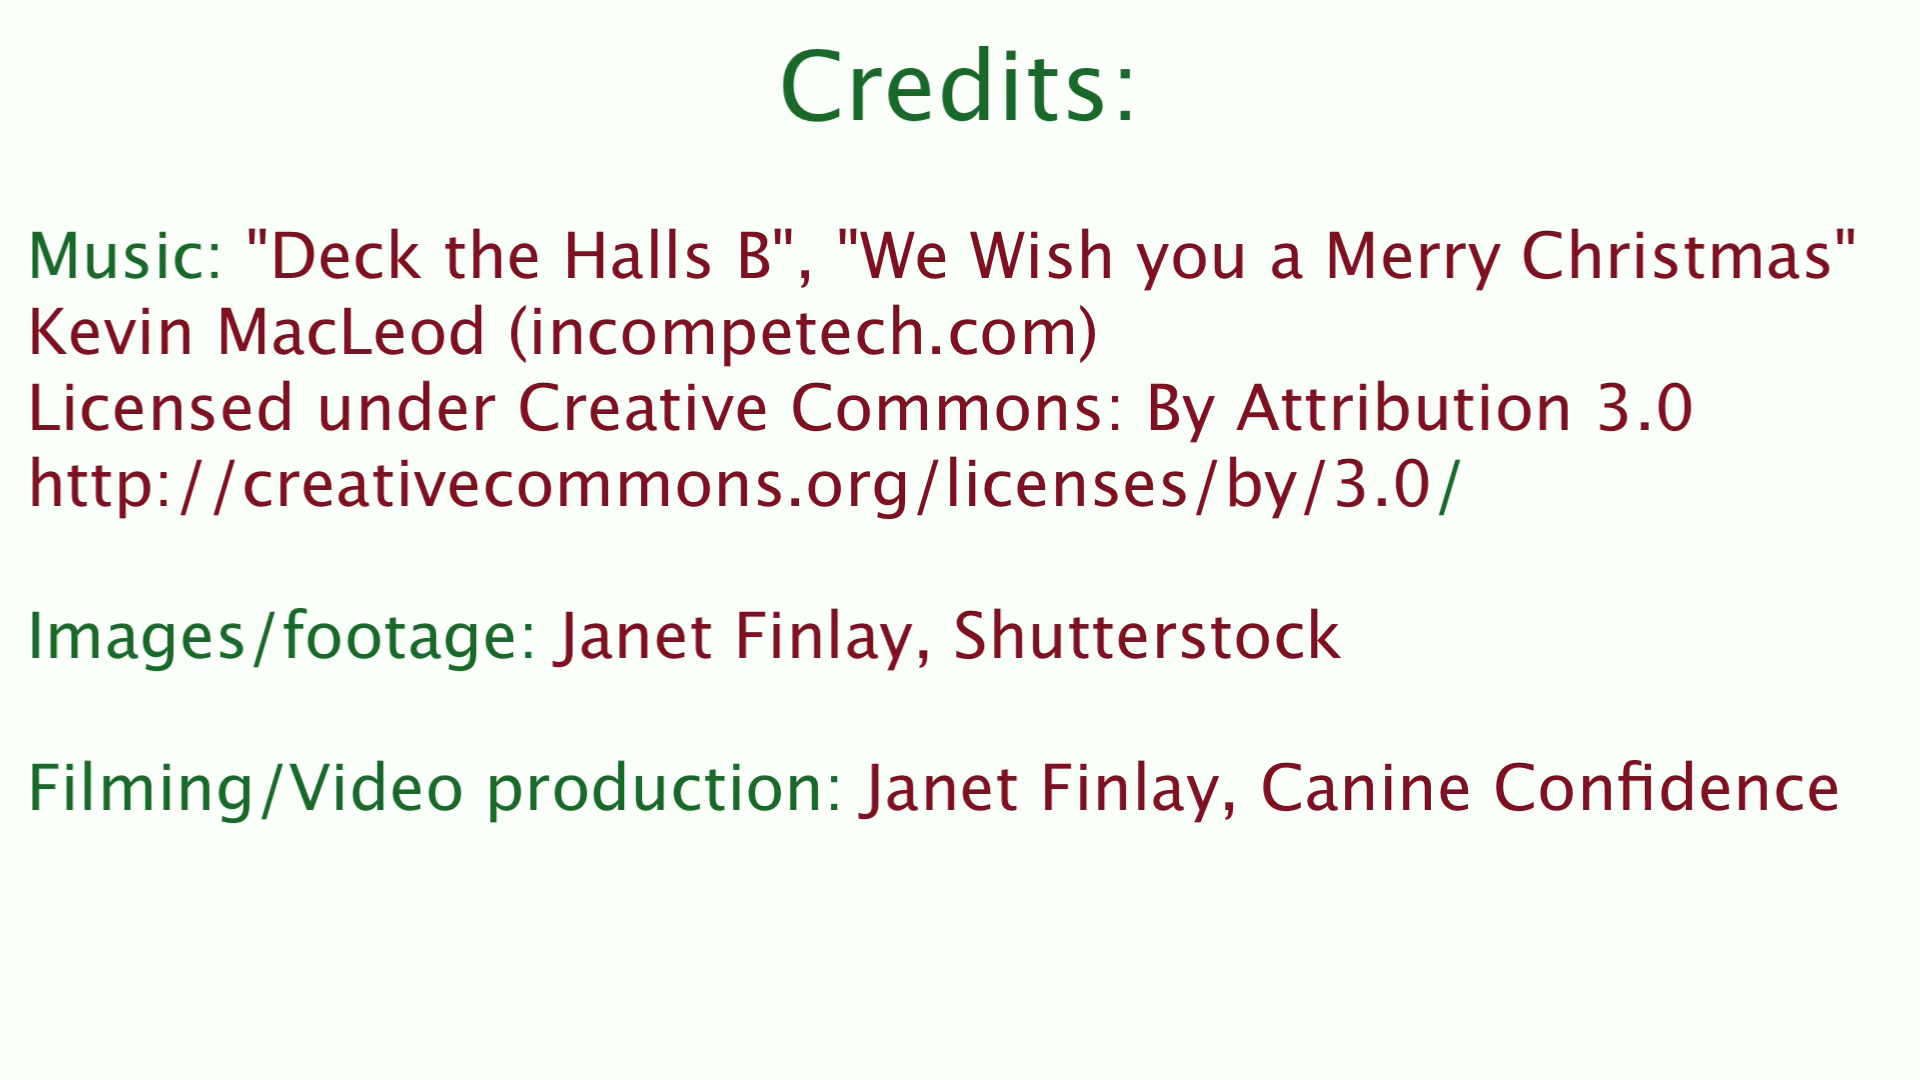 Credits:
Music: "Deck the Halls B", "We Wish you a Merry Christmas"
Kevin MacLeod (incompetech.com)
Licensed under Creative Commons: By Attribution 3.0
http://creativecommons.org/licenses/by/3.0/
Images/footage: Janet Finlay, Shutterstock
Filming/Video production: Janet Finlay, Canine Confidence